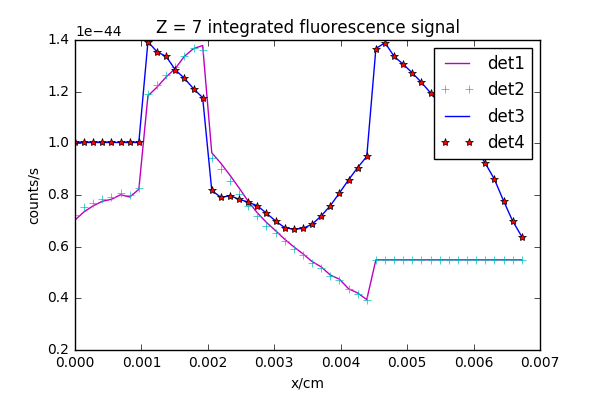 Z = 7 integrated fluorescence signal
1e−44
1.4
1.2
1.0
0.8
0.6
0.4
0.2
counts/s
det1
det2
det3
det4
0.000 0.001 0.002 0.003 0.004 0.005 0.006 0.007
x/cm